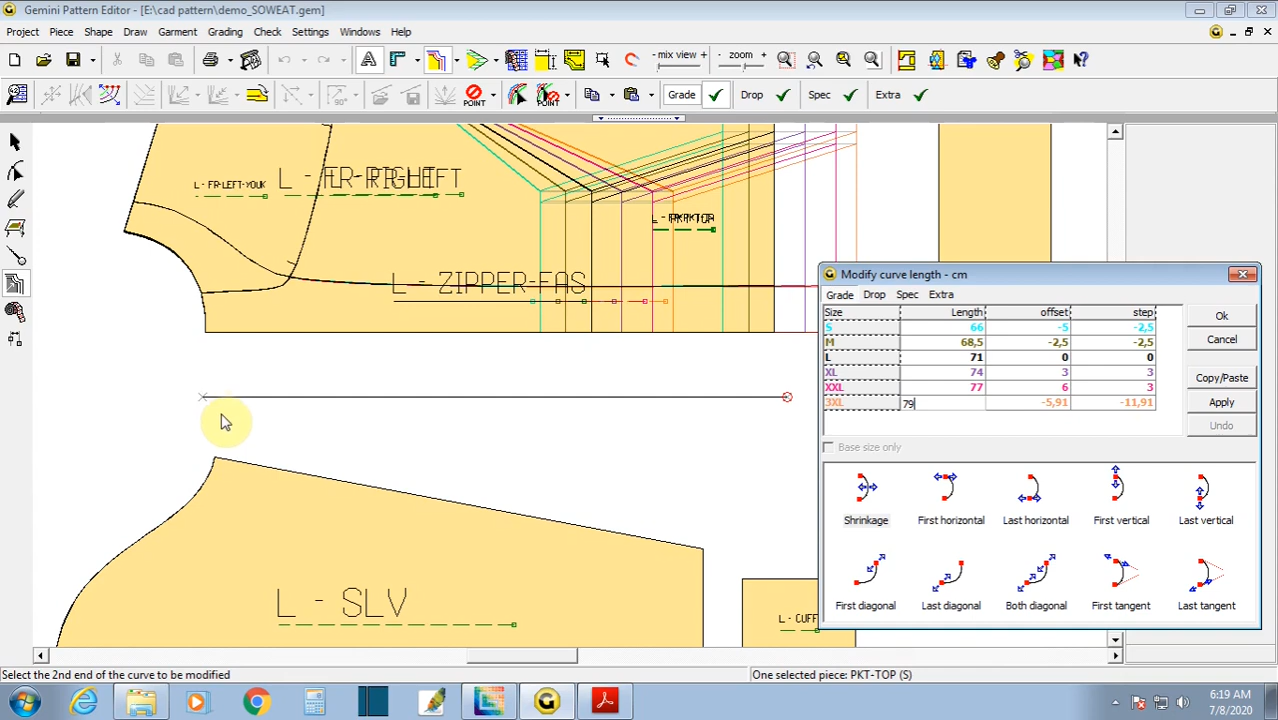 Gemini Pattern Editor - [E:\cad pattern\demo_SOWEAT.gem]
Project Piece Shape Draw Garment Grading Check Settings Windows Help
mix view zoom
POINT POINT Grade Drop Spec Extra
90°
L - FR-LEFT-YOUK
L - ZIPPER-FAS
Modify curve length - cm
Grade Drop Spec Extra
Size Length offset step
S 66 -5 -2,5
M 68,5 -2,5 -2,5
L 71 0 0
XL 74 3 3
XXL 77 6 3
3XL 79 -5,91 -11,91
Ok
Cancel
Copy/Paste
Apply
Undo
Base size only
Shrinkage First horizontal Last horizontal First vertical Last vertical
First diagonal Last diagonal Both diagonal First tangent Last tangent
L - SLV
L - CUFF
Select the 2nd end of the curve to be modified
One selected piece: PKT-TOP (S)
6:19 AM
7/8/2020